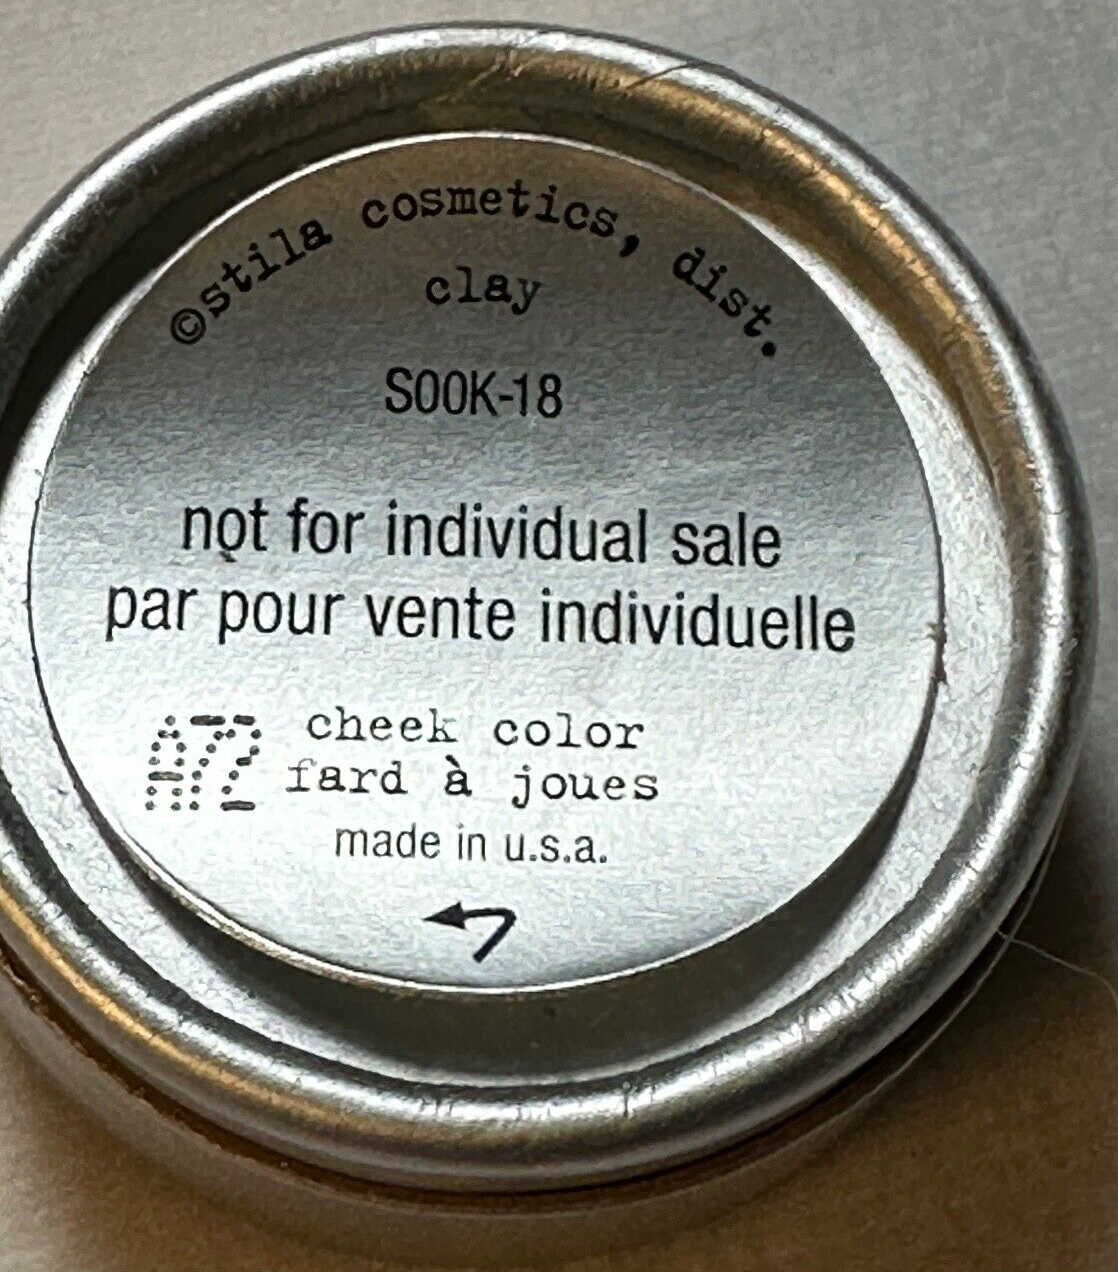 ©stila cosmetics, dist.
clay
S00K-18
not for individual sale
par pour vente individuelle
A72
cheek color
fard à joues
made in u.s.a.